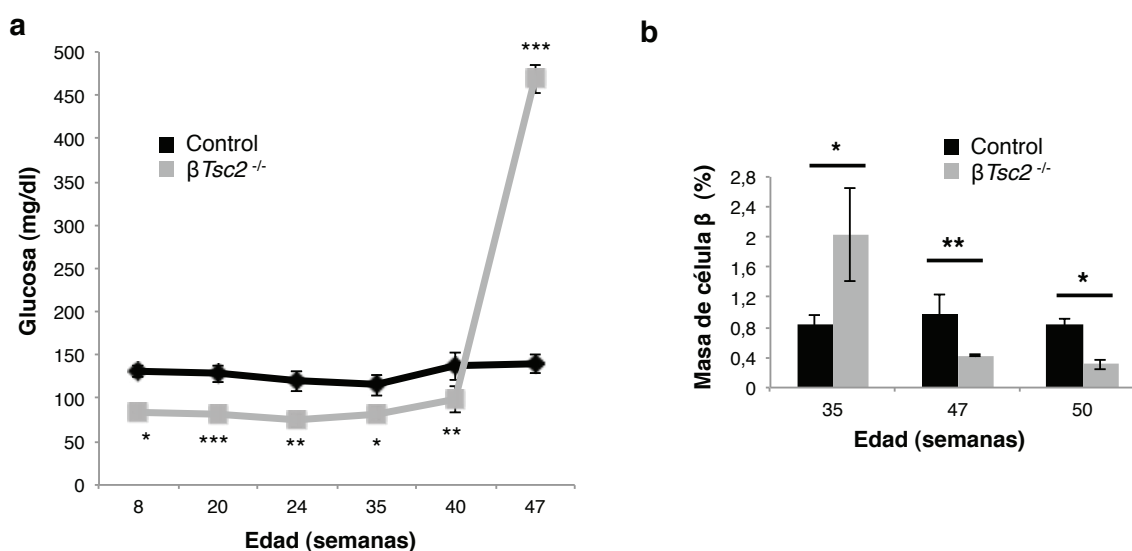 a
500
450
400
350
300
250
200
150
100
50
0
Glucosa (mg/dl)
Control
βTsc2 -/-
***
* *** ** * **
8 20 24 35 40 47
Edad (semanas)
b
Control
βTsc2 -/-
2,8
2,4
2
1,6
1,2
0,8
0,4
0
Masa de célula β (%)
*
**
*
35 47 50
Edad (semanas)